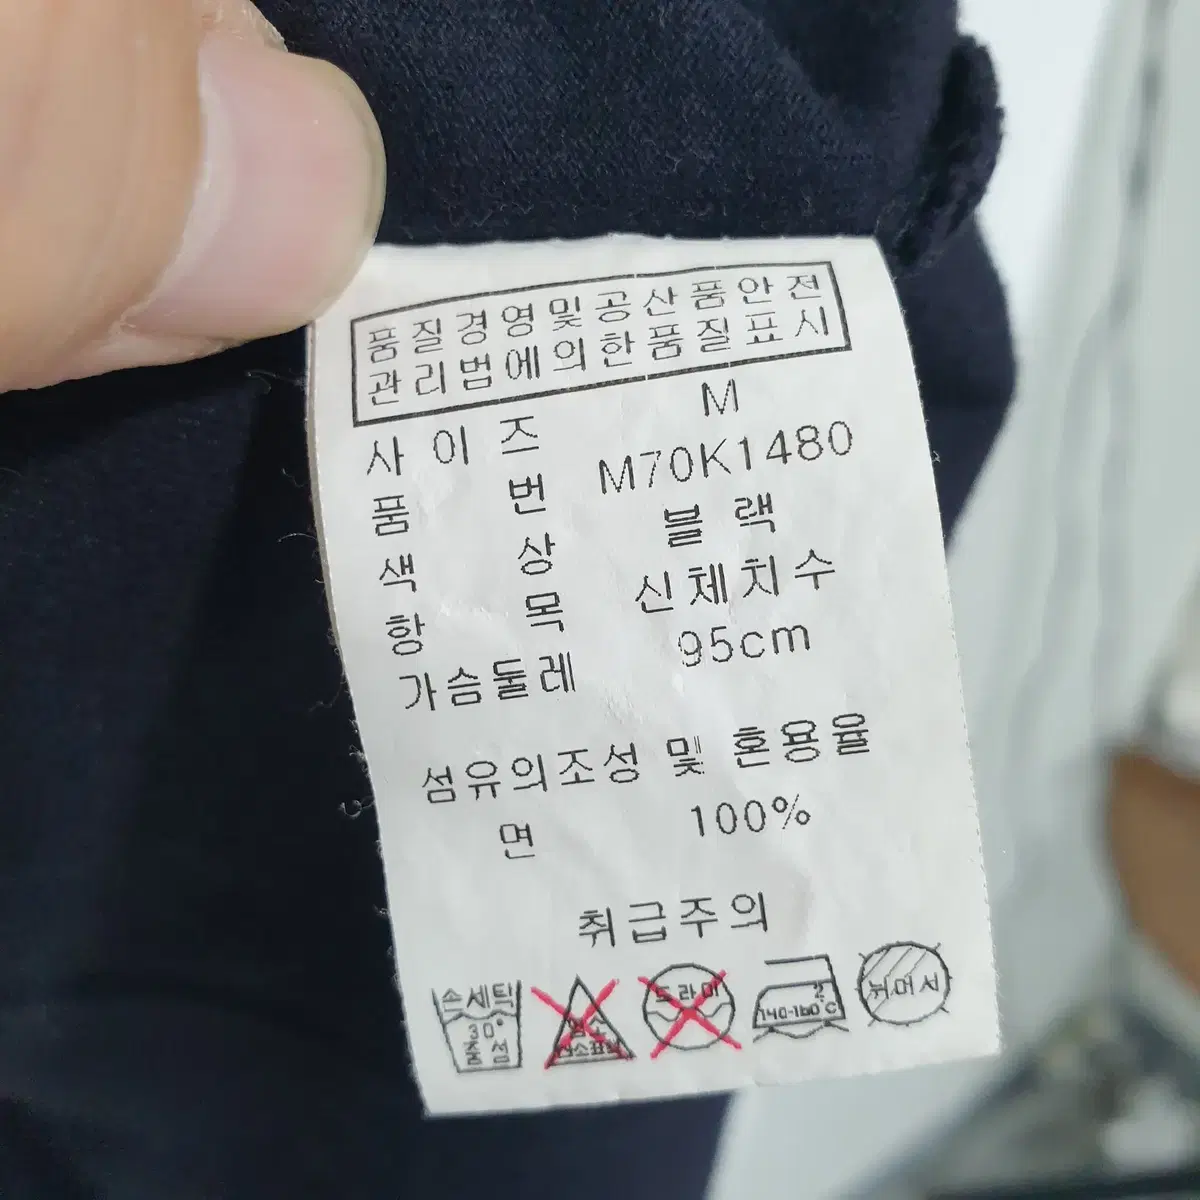 품질경영및공산품안전
관리법에의한품질표시
사이즈 M
품번 M70K1480
색상 블랙
항목 신체치수
가슴둘레 95cm
섬유의조성 및 혼용율
면 100%
취급주의
손세탁 30° 중성
염소
드라이
2 140-160°C
뉘어서